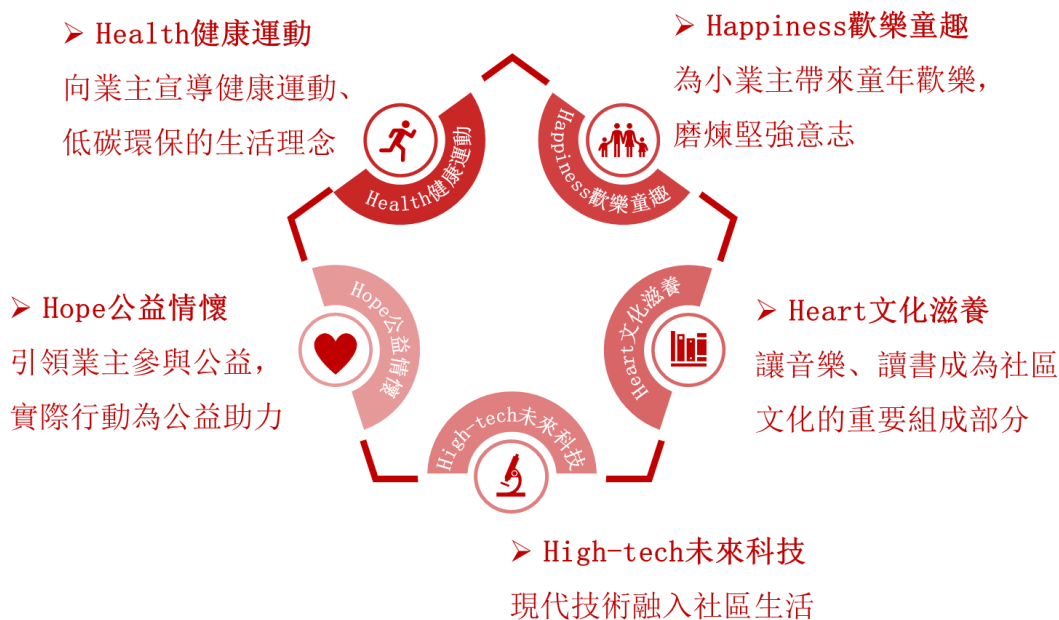 ➢ Health健康運動
向業主宣導健康運動、
低碳環保的生活理念
➢ Happiness歡樂童趣
為小業主帶來童年歡樂，
磨煉堅強意志
Health健康運動
Happiness歡樂童趣
➢ Hope公益情懷
引領業主參與公益，
實際行動為公益助力
Hope公益情懷
Heart文化滋養
➢ Heart文化滋養
讓音樂、讀書成為社區
文化的重要組成部分
High-tech未來科技
➢ High-tech未來科技
現代技術融入社區生活